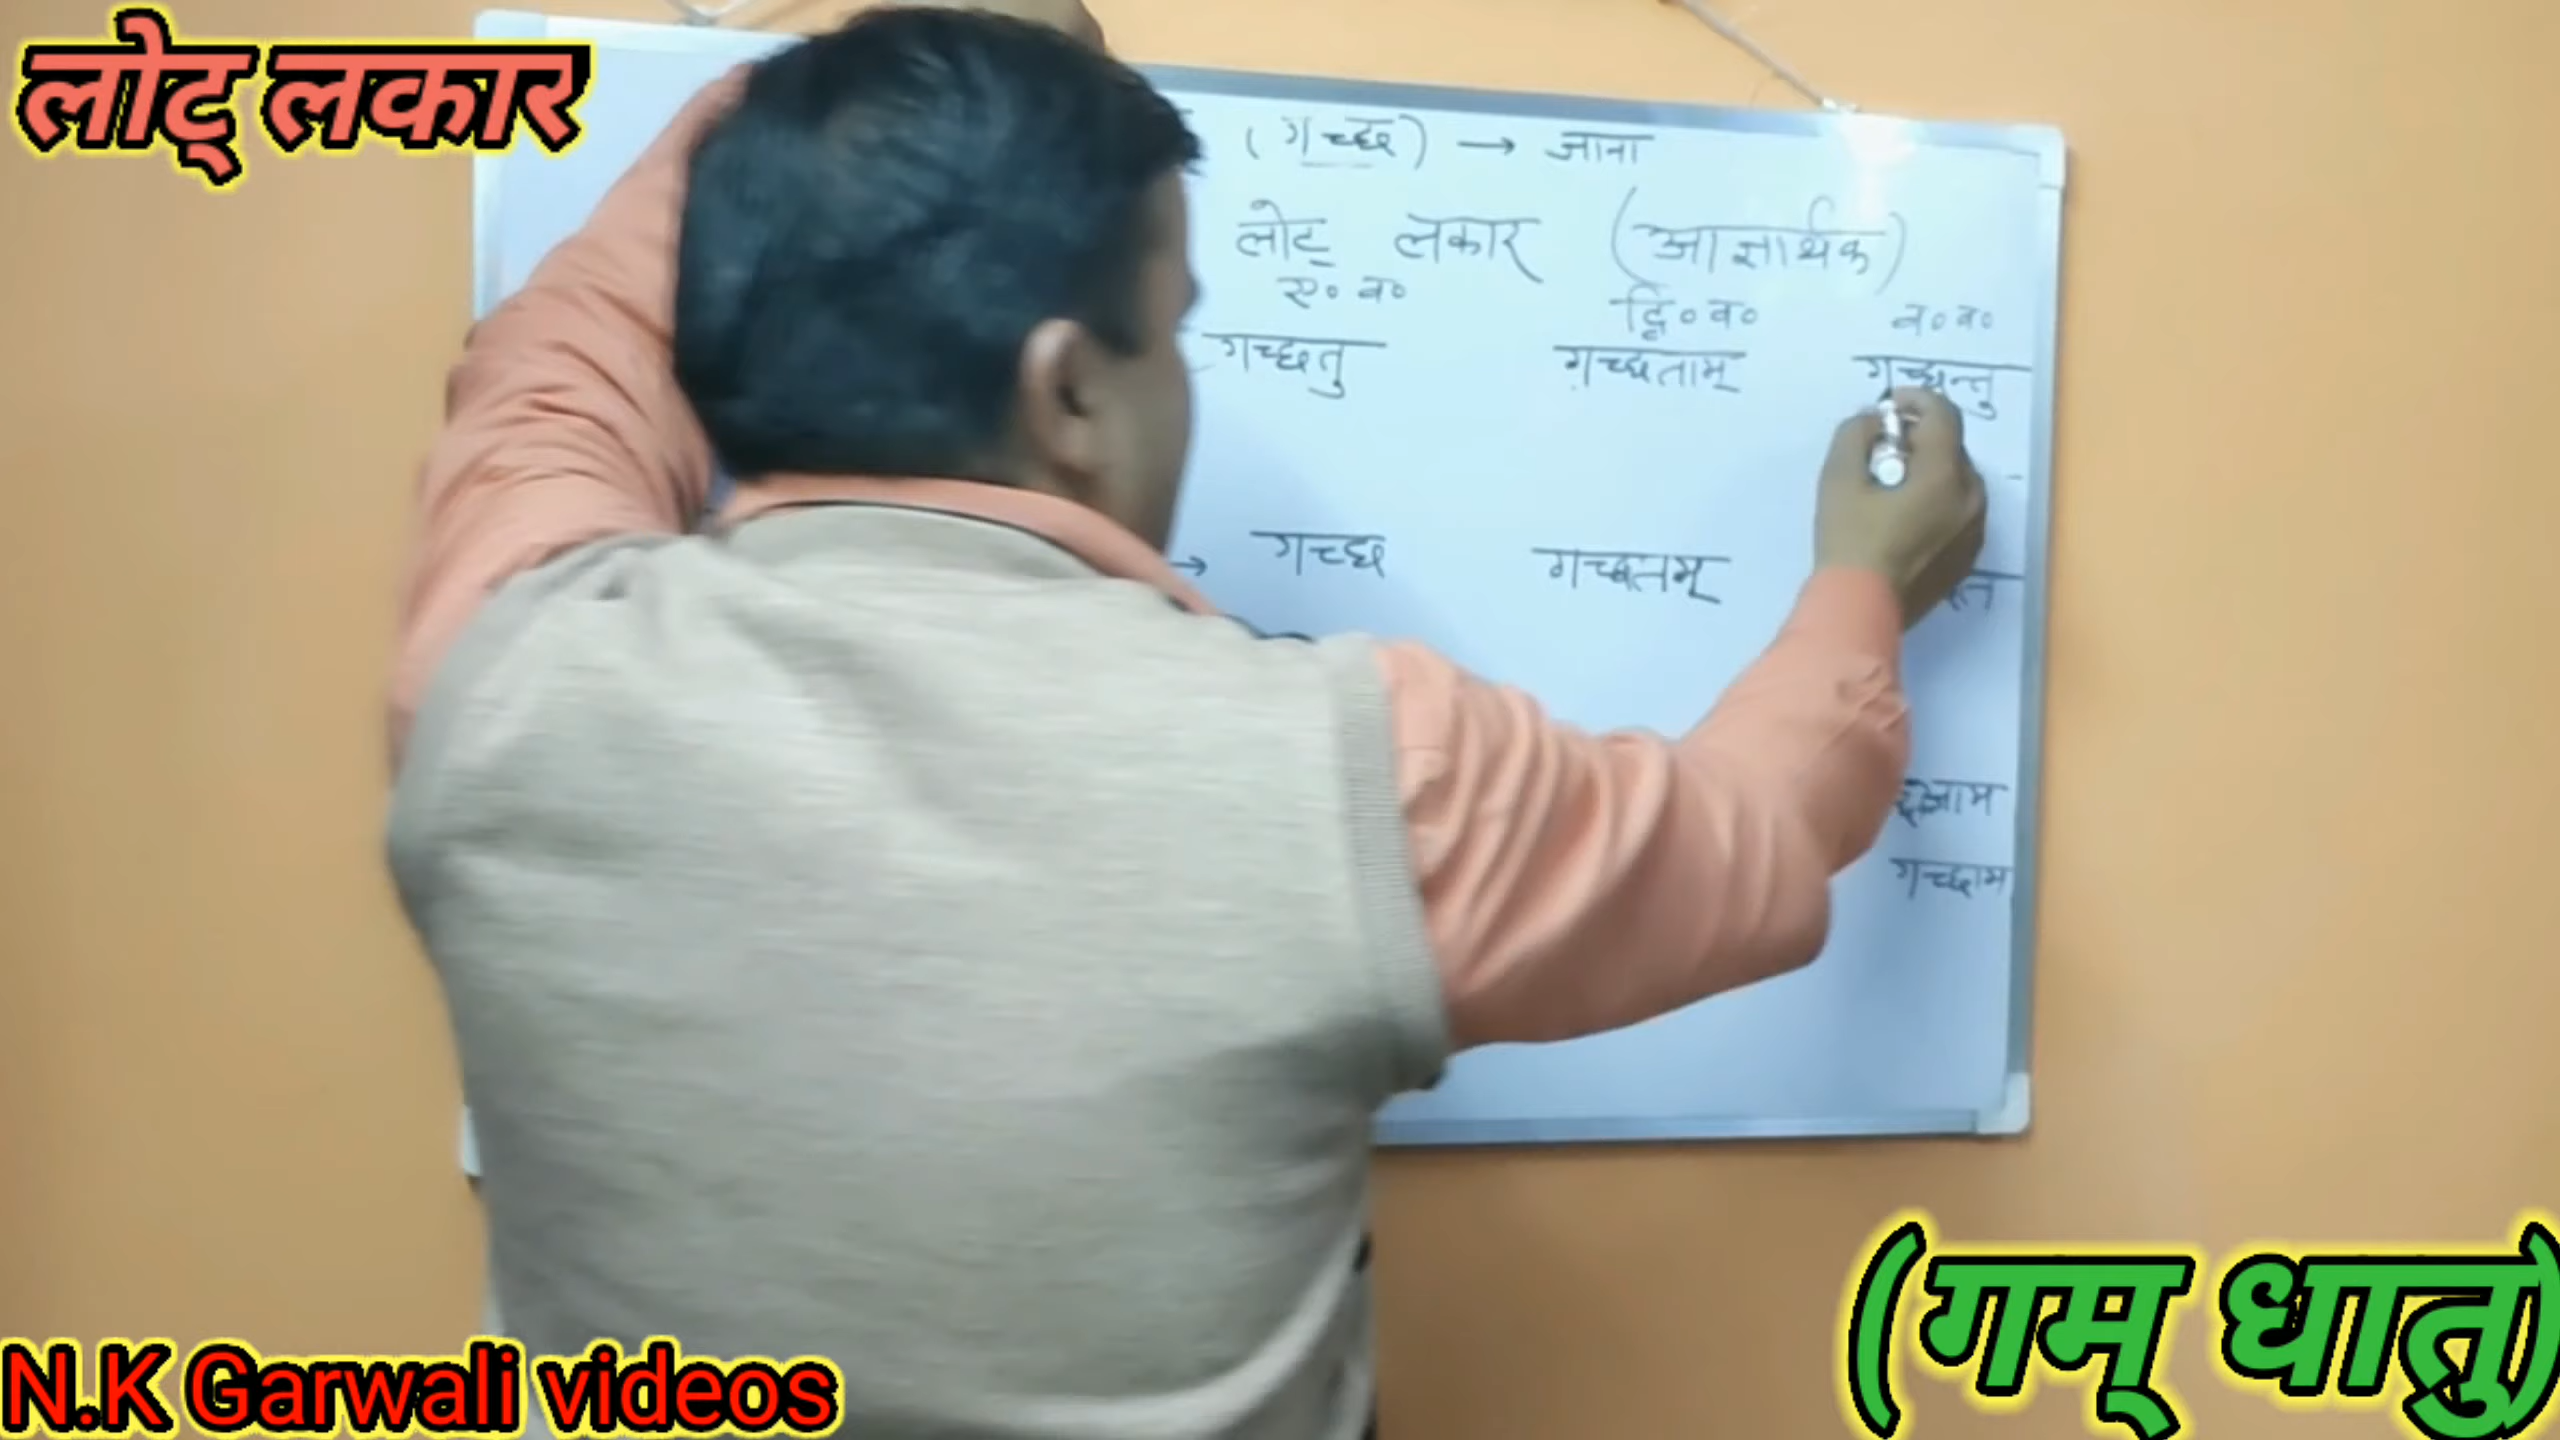 लोट् लकार
(गच्छ) → जाना
लोट् लकार (आज्ञार्थक)
ए० व० द्वि० व० ब० व०
गच्छतु गच्छताम् गच्छन्तु
→ गच्छ गच्छतम्
गच्छाम
N.K Garwali videos
(गम् धातु)